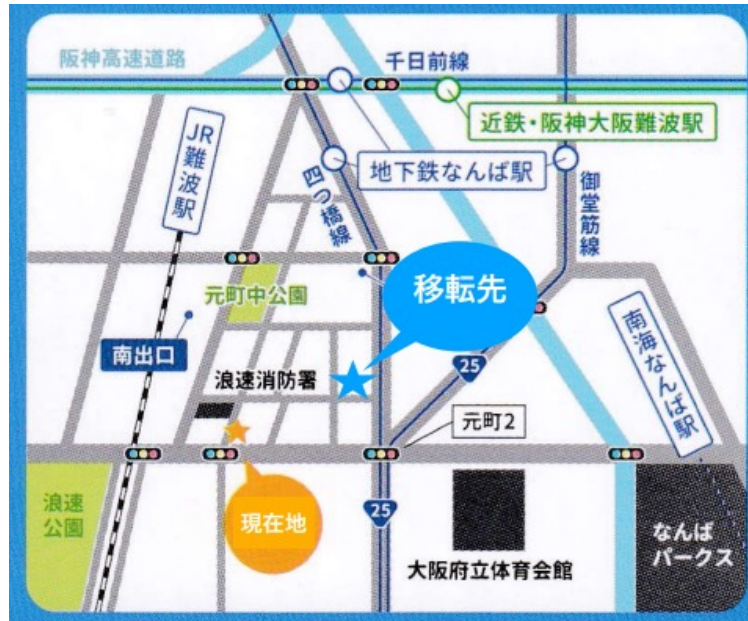 阪神高速道路
千日前線
近鉄・阪神大阪難波駅
JR難波駅
地下鉄なんば駅
四つ橋線
御堂筋線
元町中公園
移転先
南出口
浪速消防署
25
南海なんば駅
元町2
浪速
公園
現在地
25
大阪府立体育会館
なんば
パークス